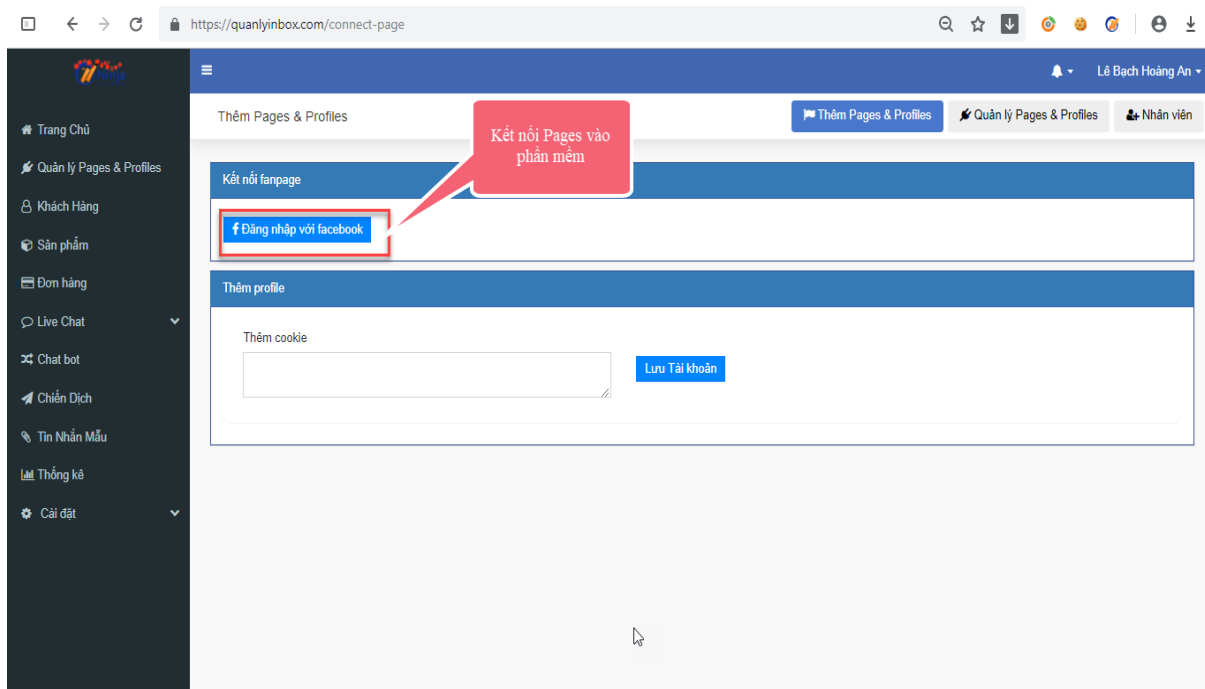 https://quanlyinbox.com/connect-page
Lê Bạch Hoàng An
Thêm Pages & Profiles
Thêm Pages & Profiles
Quản lý Pages & Profiles
Nhân viên
Trang Chủ
Quản lý Pages & Profiles
Khách Hàng
Sản phẩm
Đơn hàng
Live Chat
Chat bot
Chiến Dịch
Tin Nhắn Mẫu
Thống kê
Cài đặt
Kết nối Pages vào
phần mềm
Kết nối fanpage
Đăng nhập với facebook
Thêm profile
Thêm cookie
Lưu Tài khoản